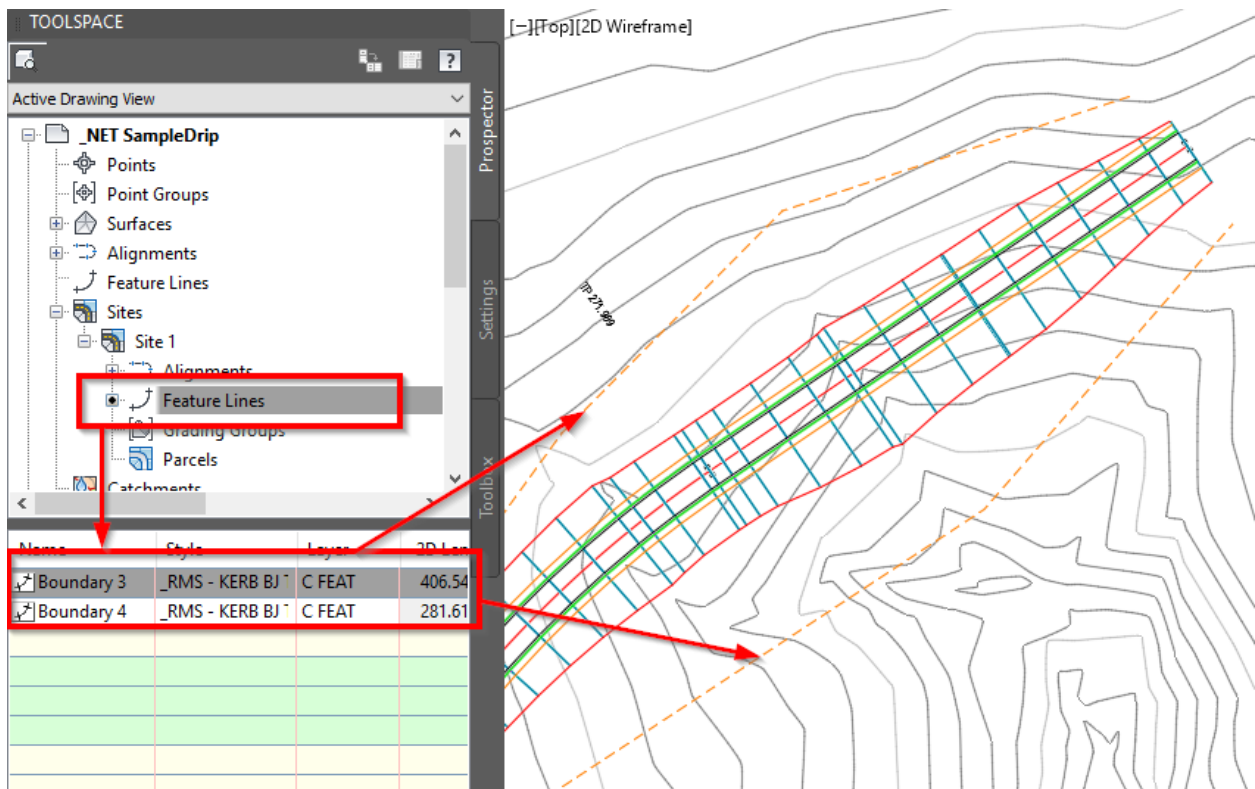 TOOLSPACE
[−][Top][2D Wireframe]
?
Active Drawing View
Prospector
Settings
Toolbox
_NET SampleDrip
Points
Point Groups
Surfaces
Alignments
Feature Lines
Sites
Site 1
Alignments
Feature Lines
Grading Groups
Parcels
Catchments
Name Style Layer 2D Len
Boundary 3 _RMS - KERB BJ T C FEAT 406.54
Boundary 4 _RMS - KERB BJ T C FEAT 281.61
TP 271.989